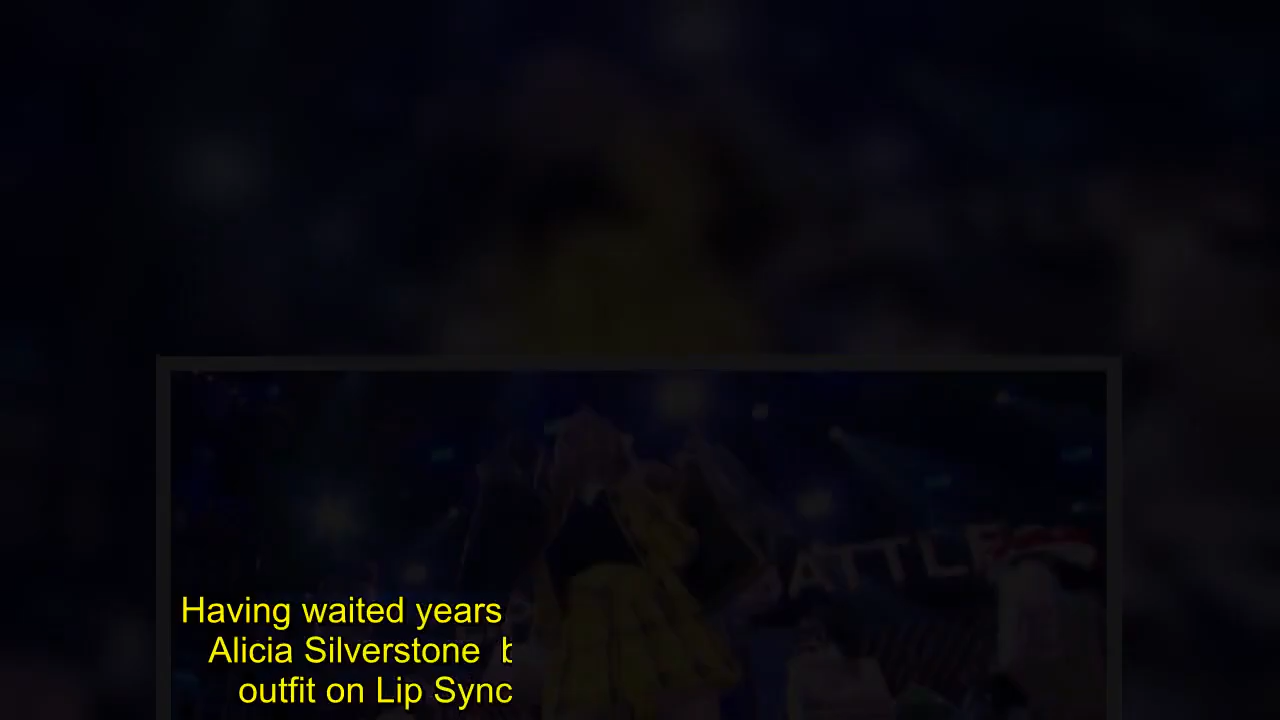 Having waited years
Alicia Silverstone
outfit on Lip Sync